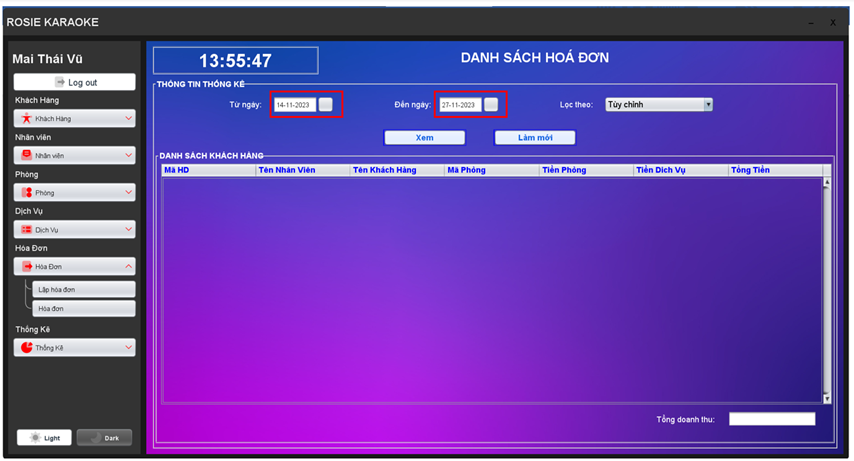 ROSIE KARAOKE
– X
Mai Thái Vũ
Log out
Khách Hàng
Khách Hàng
Nhân viên
Nhân viên
Phòng
Phòng
Dịch Vụ
Dịch Vụ
Hóa Đơn
Hóa Đơn
Lập hóa đơn
Hóa đơn
Thống Kê
Thống Kê
Light Dark
13:55:47
DANH SÁCH HOÁ ĐƠN
THÔNG TIN THỐNG KÊ
Từ ngày: 14-11-2023 Đến ngày: 27-11-2023 Lọc theo: Tùy chỉnh
Xem Làm mới
DANH SÁCH KHÁCH HÀNG
Mã HD Tên Nhân Viên Tên Khách Hàng Mã Phòng Tiền Phòng Tiền Dịch Vụ Tổng Tiền
Tổng doanh thu: